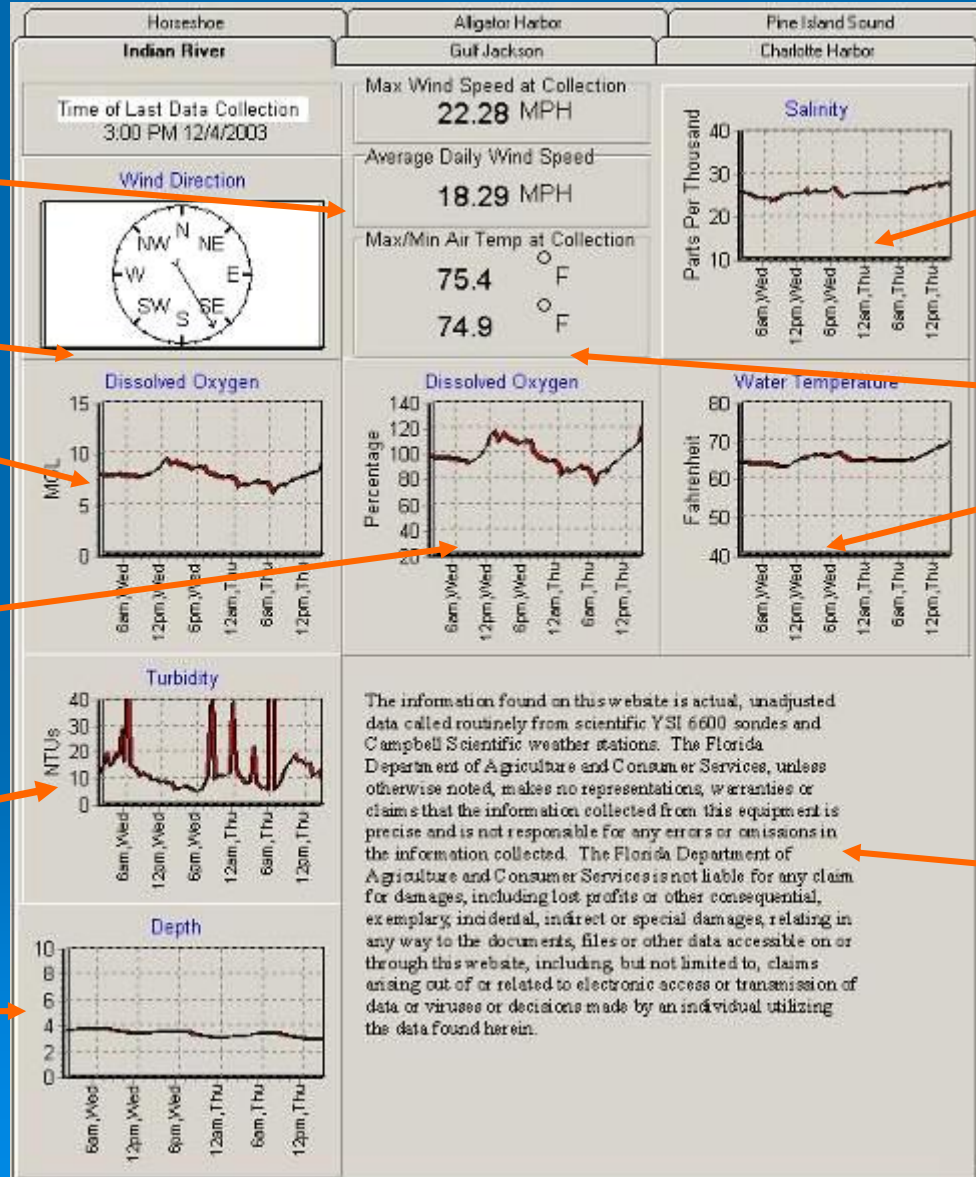 Horseshoe
Alligator Harbor
Pine Island Sound
Indian River
Gulf Jackson
Charlotte Harbor
Time of Last Data Collection
3:00 PM 12/4/2003
Max Wind Speed at Collection
22.28 MPH
Average Daily Wind Speed
18.29 MPH
Max/Min Air Temp at Collection
75.4 °F
74.9 °F
Wind Direction
N
NW
NE
W
E
SW
SE
S
Salinity
Parts Per Thousand
40
30
20
10
6am,Wed
12pm,Wed
6pm,Wed
12am,Thu
6am,Thu
12pm,Thu
Dissolved Oxygen
MG/L
15
10
5
0
6am,Wed
12pm,Wed
6pm,Wed
12am,Thu
6am,Thu
12pm,Thu
Dissolved Oxygen
Percentage
140
120
100
80
60
40
20
6am,Wed
12pm,Wed
6pm,Wed
12am,Thu
6am,Thu
12pm,Thu
Water Temperature
Fahrenheit
80
70
60
50
40
6am,Wed
12pm,Wed
6pm,Wed
12am,Thu
6am,Thu
12pm,Thu
Turbidity
NTUs
40
30
20
10
0
6am,Wed
12pm,Wed
6pm,Wed
12am,Thu
6am,Thu
12pm,Thu
The information found on this website is actual, unadjusted
data called routinely from scientific YSI 6600 sondes and
Campbell Scientific weather stations. The Florida
Department of Agriculture and Consumer Services, unless
otherwise noted, makes no representations, warranties or
claims that the information collected from this equipment is
precise and is not responsible for any errors or omissions in
the information collected. The Florida Department of
Agriculture and Consumer Services is not liable for any claim
for damages, including lost profits or other consequential,
exemplary, incidental, indirect or special damages, relating in
any way to the documents, files or other data accessible on or
through this website, including, but not limited to, claims
arising out of or related to electronic access or transmission of
data or viruses or decisions made by an individual utilizing
the data found herein.
Depth
10
8
6
4
2
0
6am,Wed
12pm,Wed
6pm,Wed
12am,Thu
6am,Thu
12pm,Thu